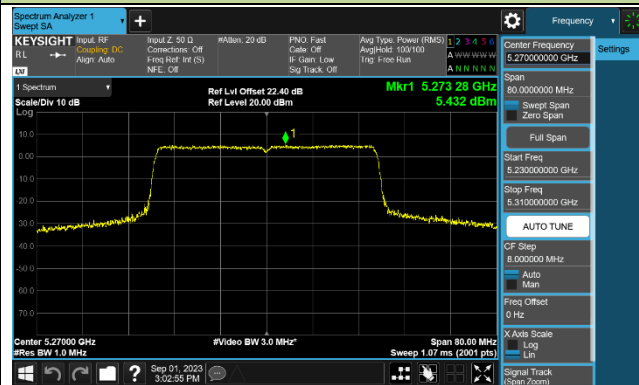 Spectrum Analyzer 1
Swept SA
Frequency
KEYSIGHT
RL
Input: RF
Coupling: DC
Align: Auto
Input Z: 50 Ω
Corrections: Off
Freq Ref: Int (S)
NFE: Off
#Atten: 20 dB
PNO: Fast
Gate: Off
IF Gain: Low
Sig Track: Off
Avg Type: Power (RMS)
Avg|Hold: 100/100
Trig: Free Run
1 2 3 4 5 6
A W W W W W
A N N N N N
1 Spectrum
Scale/Div 10 dB
Log
Ref Lvl Offset 22.40 dB
Ref Level 20.00 dBm
Mkr1 5.273 28 GHz
5.432 dBm
1
10.0
0.00
-10.0
-20.0
-30.0
-40.0
-50.0
-60.0
-70.0
Center 5.27000 GHz
#Res BW 1.0 MHz
#Video BW 3.0 MHz*
Span 80.00 MHz
Sweep 1.07 ms (2001 pts)
Center Frequency
5.270000000 GHz
Settings
Span
80.0000000 MHz
Swept Span
Zero Span
Full Span
Start Freq
5.230000000 GHz
Stop Freq
5.310000000 GHz
AUTO TUNE
CF Step
8.000000 MHz
Auto
Man
Freq Offset
0 Hz
X Axis Scale
Log
Lin
Signal Track
(Span Zoom)
Sep 01, 2023
3:02:55 PM